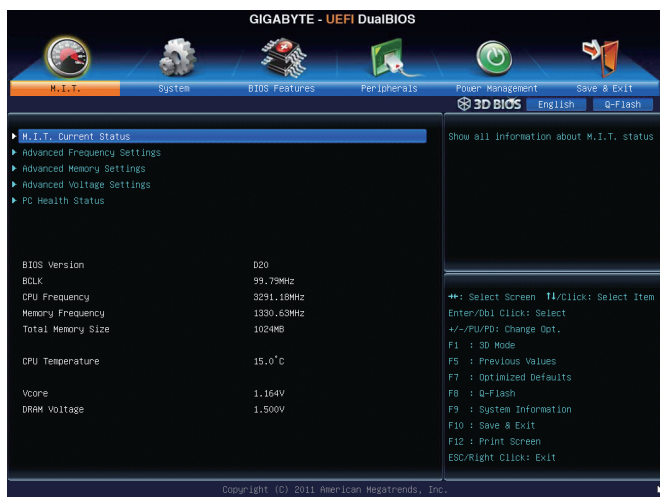 GIGABYTE - UEFI DualBIOS
M.I.T. System BIOS Features Peripherals Power Management Save & Exit
3D BIOS English Q-Flash
M.I.T. Current Status
Advanced Frequency Settings
Advanced Memory Settings
Advanced Voltage Settings
PC Health Status
Show all information about M.I.T. status
BIOS Version D20
BCLK 99.79MHz
CPU Frequency 3291.18MHz
Memory Frequency 1330.63MHz
Total Memory Size 1024MB
CPU Temperature 15.0°C
Vcore 1.164V
DRAM Voltage 1.500V
→←: Select Screen ↑↓/Click: Select Item
Enter/Dbl Click: Select
+/-/PU/PD: Change Opt.
F1 : 3D Mode
F5 : Previous Values
F7 : Optimized Defaults
F8 : Q-Flash
F9 : System Information
F10 : Save & Exit
F12 : Print Screen
ESC/Right Click: Exit
Copyright (C) 2011 American Megatrends, Inc.